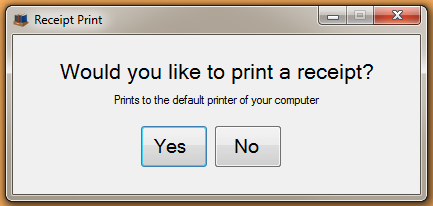 Receipt Print
Would you like to print a receipt?
Prints to the default printer of your computer
Yes No